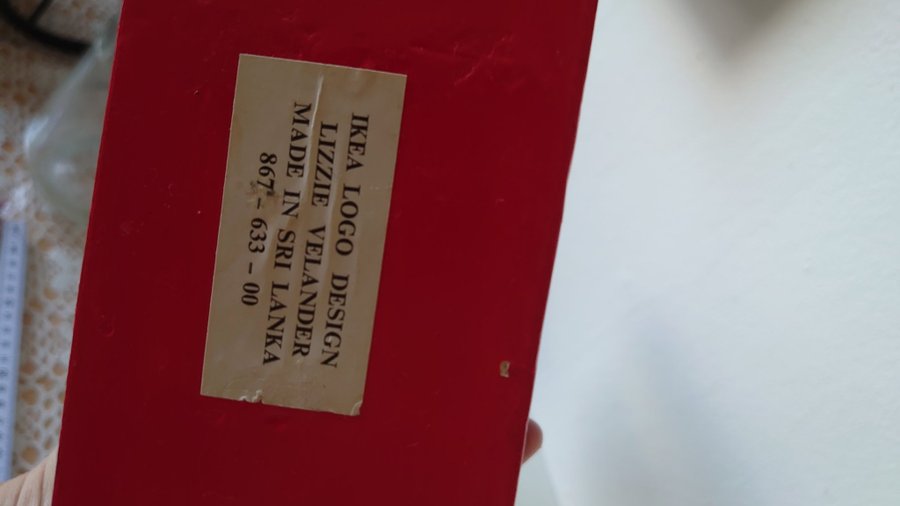 IKEA LOGO DESIGN
LIZZIE VELANDER
MADE IN SRI LANKA
867 - 633 - 00